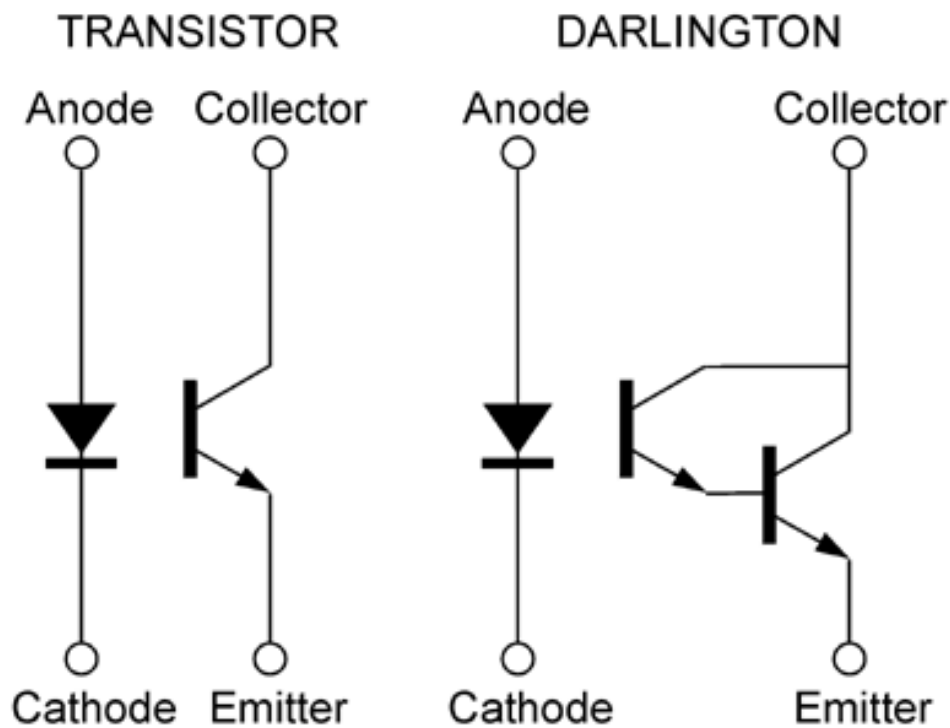 TRANSISTOR DARLINGTON
Anode Collector Anode Collector
Cathode Emitter Cathode Emitter